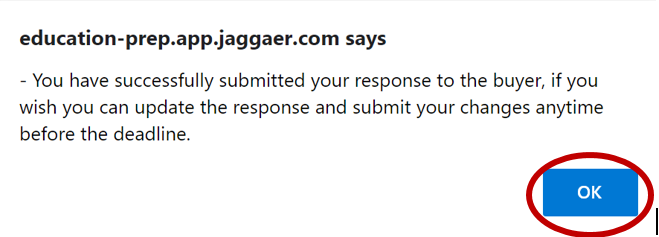 education-prep.app.jaggaer.com says
- You have successfully submitted your response to the buyer, if you
wish you can update the response and submit your changes anytime
before the deadline.
OK